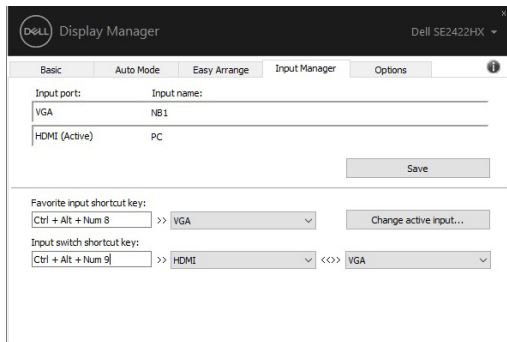 DELL Display Manager Dell SE2422HX
x
Basic Auto Mode Easy Arrange Input Manager Options i
Input port: Input name:
VGA NB1
HDMI (Active) PC
Save
Favorite input shortcut key:
Ctrl + Alt + Num 8 >> VGA Change active input...
Input switch shortcut key:
Ctrl + Alt + Num 9 >> HDMI <<>> VGA